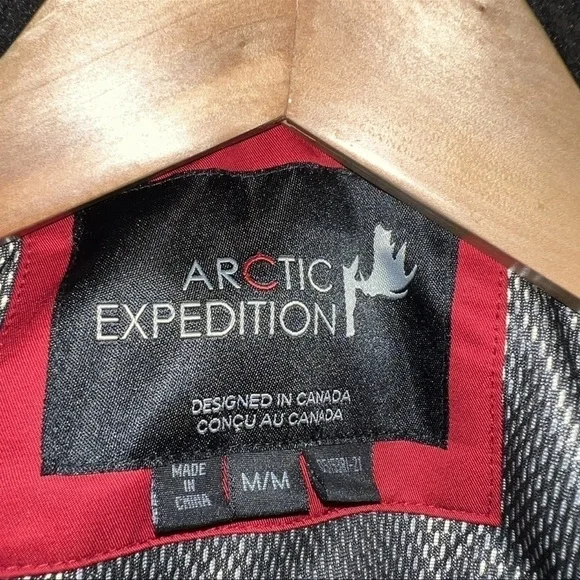 ARCTIC
EXPEDITION
DESIGNED IN CANADA
CONÇU AU CANADA
MADE
IN
CHINA
M/M